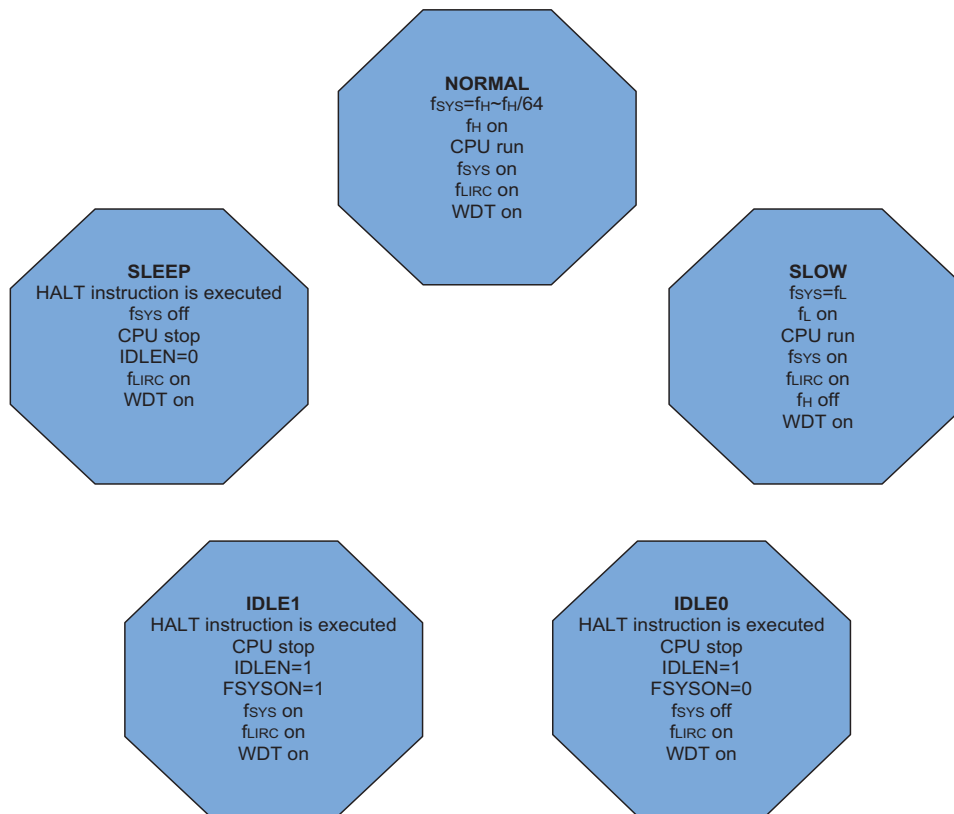 NORMAL
fSYS=fH~fH/64
fH on
CPU run
fSYS on
fLIRC on
WDT on
SLEEP
HALT instruction is executed
fSYS off
CPU stop
IDLEN=0
fLIRC on
WDT on
SLOW
fSYS=fL
fL on
CPU run
fSYS on
fLIRC on
fH off
WDT on
IDLE1
HALT instruction is executed
CPU stop
IDLEN=1
FSYSON=1
fSYS on
fLIRC on
WDT on
IDLE0
HALT instruction is executed
CPU stop
IDLEN=1
FSYSON=0
fSYS off
fLIRC on
WDT on